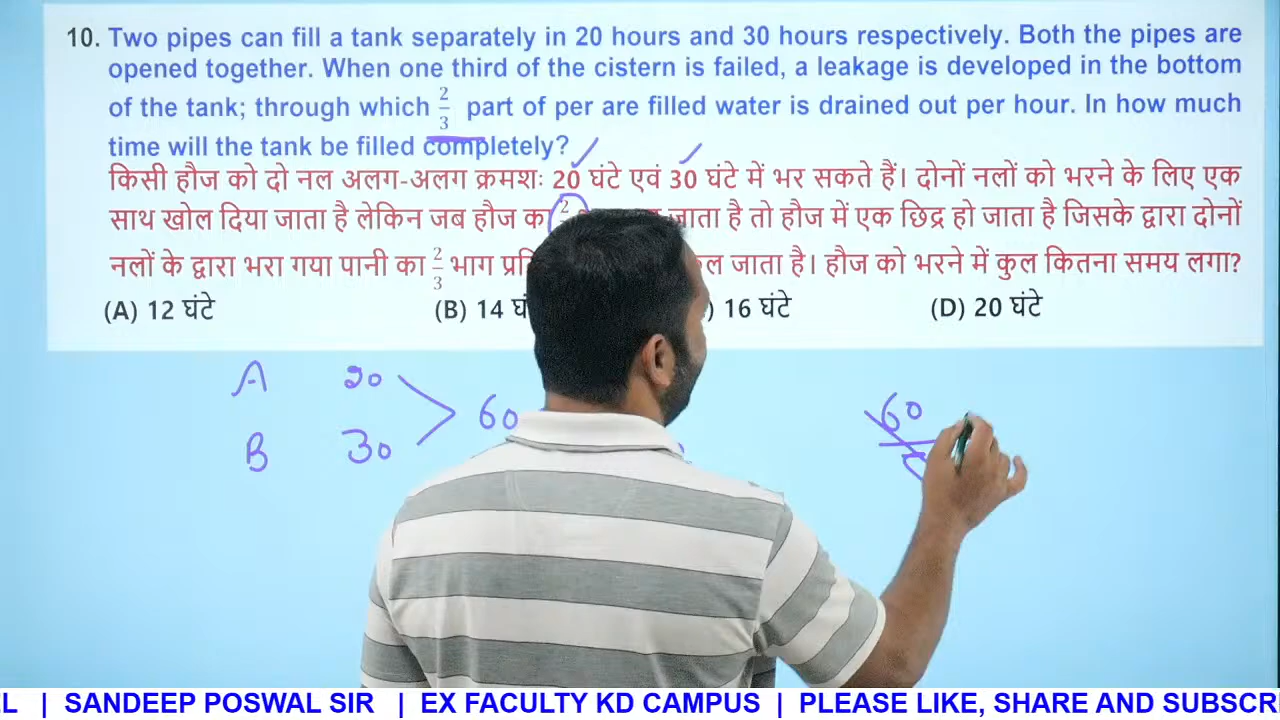 10. Two pipes can fill a tank separately in 20 hours and 30 hours respectively. Both the pipes are
opened together. When one third of the cistern is failed, a leakage is developed in the bottom
of the tank; through which 2/3 part of per are filled water is drained out per hour. In how much
time will the tank be filled completely?
किसी हौज को दो नल अलग-अलग क्रमशः 20 घंटे एवं 30 घंटे में भर सकते हैं। दोनों नलों को भरने के लिए एक
साथ खोल दिया जाता है लेकिन जब हौज का जाता है तो हौज में एक छिद्र हो जाता है जिसके द्वारा दोनों
नलों के द्वारा भरा गया पानी का 2/3 भाग जाता है। हौज को भरने में कुल कितना समय लगा?
(A) 12 घंटे (B) 14 16 घंटे (D) 20 घंटे
A 20
60
B 30
60
SANDEEP POSWAL SIR | EX FACULTY KD CAMPUS | PLEASE LIKE, SHARE AND